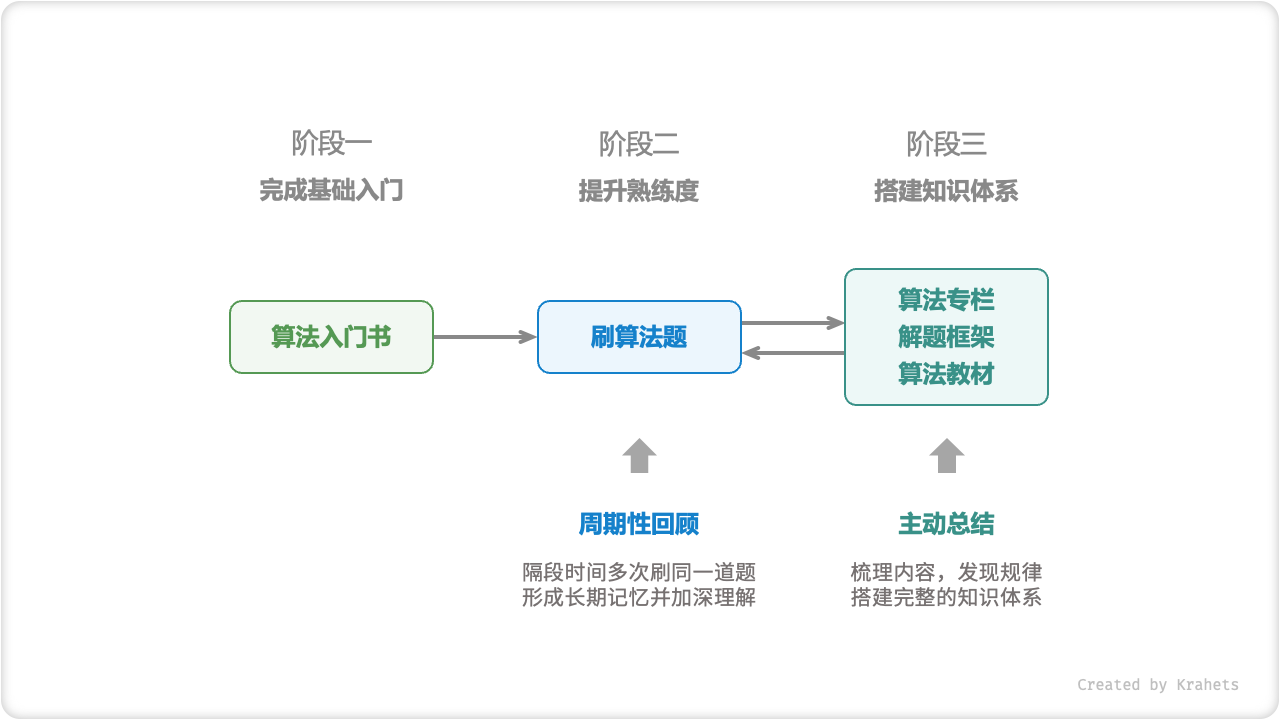 阶段一
完成基础入门
阶段二
提升熟练度
阶段三
搭建知识体系
算法入门书
刷算法题
算法专栏
解题框架
算法教材
周期性回顾
隔段时间多次刷同一道题
形成长期记忆并加深理解
主动总结
梳理内容，发现规律
搭建完整的知识体系
Created by Krahets